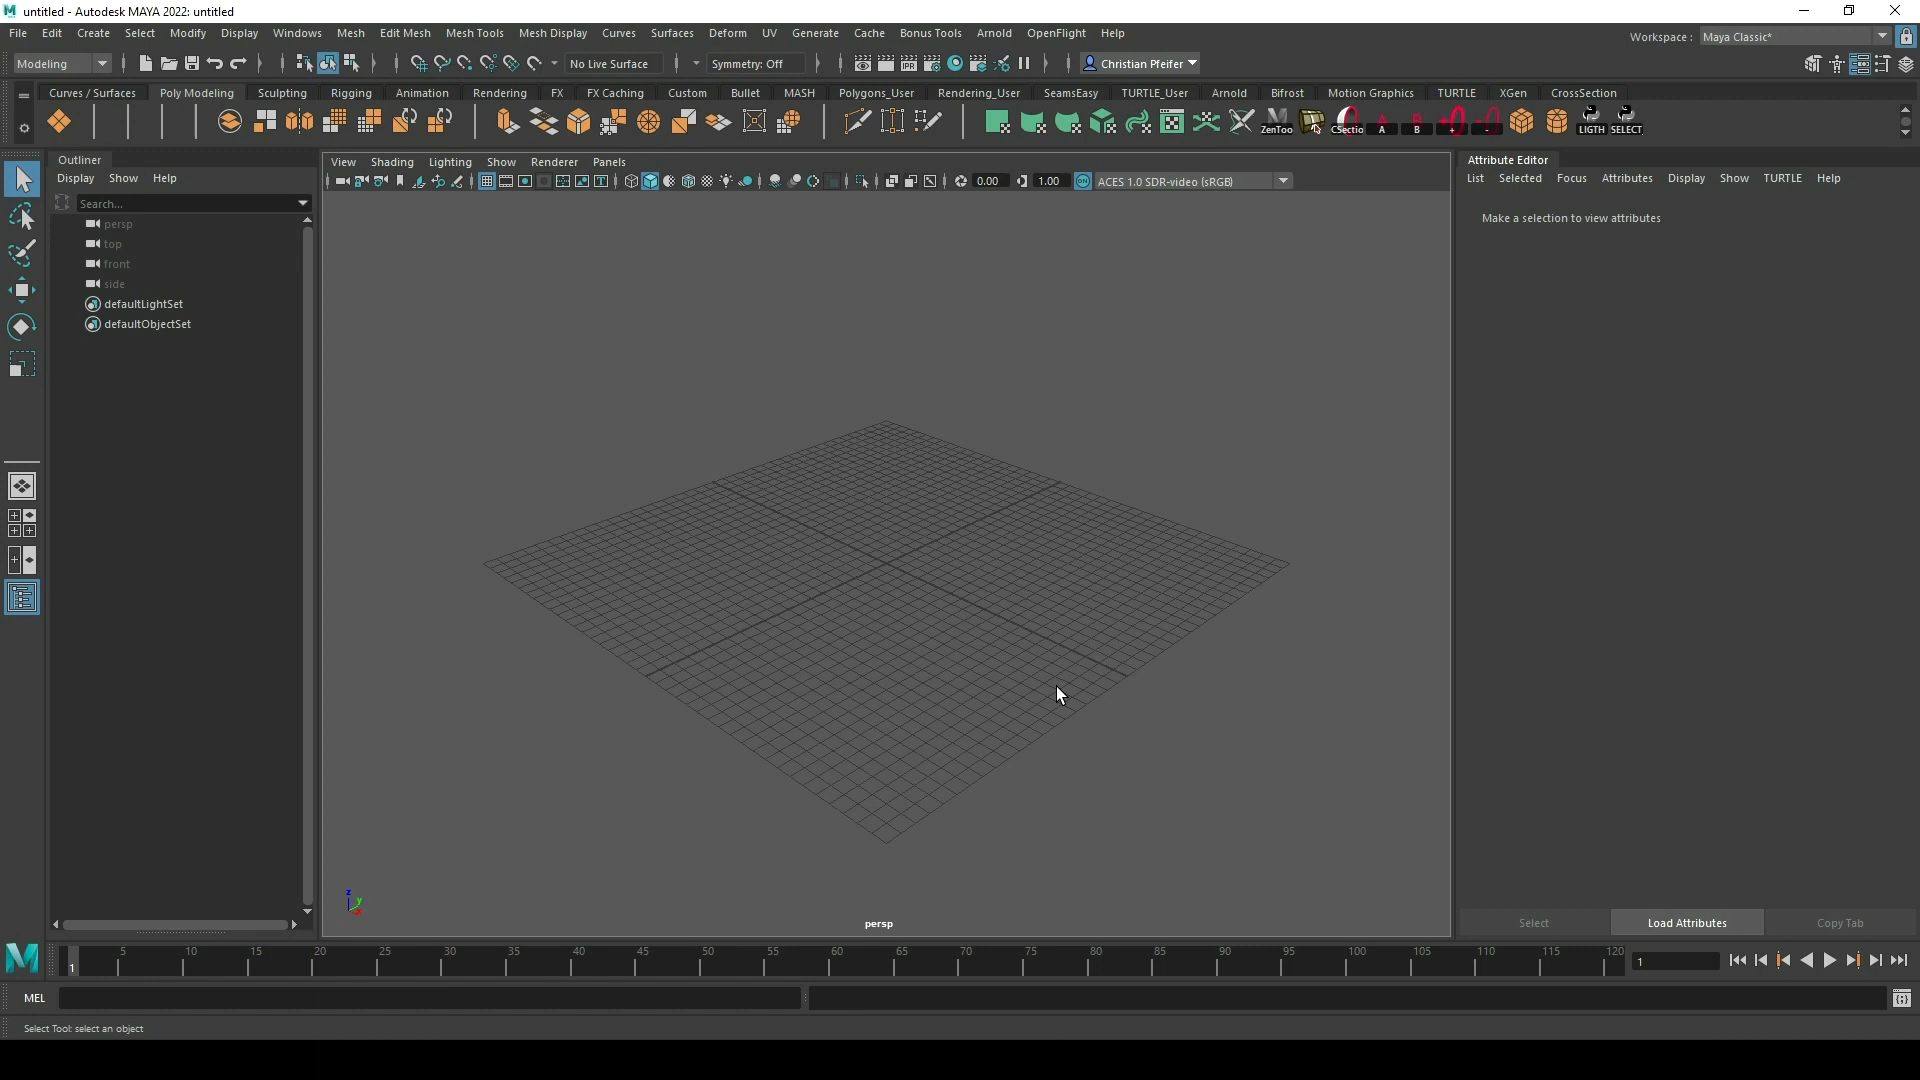 untitled - Autodesk MAYA 2022: untitled
File Edit Create Select Modify Display Windows Mesh Edit Mesh Mesh Tools Mesh Display Curves Surfaces Deform UV Generate Cache Bonus Tools Arnold OpenFlight Help
Workspace : Maya Classic*
Modeling No Live Surface Symmetry: Off IPR Christian Pfeifer
Curves / Surfaces Poly Modeling Sculpting Rigging Animation Rendering FX FX Caching Custom Bullet MASH Polygons_User Rendering_User SeamsEasy TURTLE_User Arnold Bifrost Motion Graphics TURTLE XGen CrossSection
ZenToo CSectio A B + - LIGTH SELECT
Outliner
Display Show Help
Search...
persp
top
front
side
defaultLightSet
defaultObjectSet
View Shading Lighting Show Renderer Panels
0.00 1.00 ON ACES 1.0 SDR-video (sRGB)
z
y
x
persp
Attribute Editor
List Selected Focus Attributes Display Show TURTLE Help
Make a selection to view attributes
Select Load Attributes Copy Tab
1 5 10 15 20 25 30 35 40 45 50 55 60 65 70 75 80 85 90 95 100 105 110 115 120 1
MEL
Select Tool: select an object